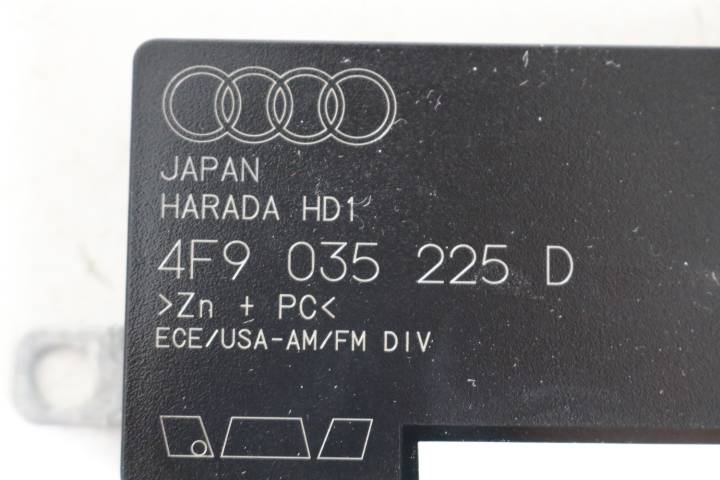 JAPAN
HARADA HD1
4F9 035 225 D
>Zn + PC<
ECE/USA-AM/FM DIV